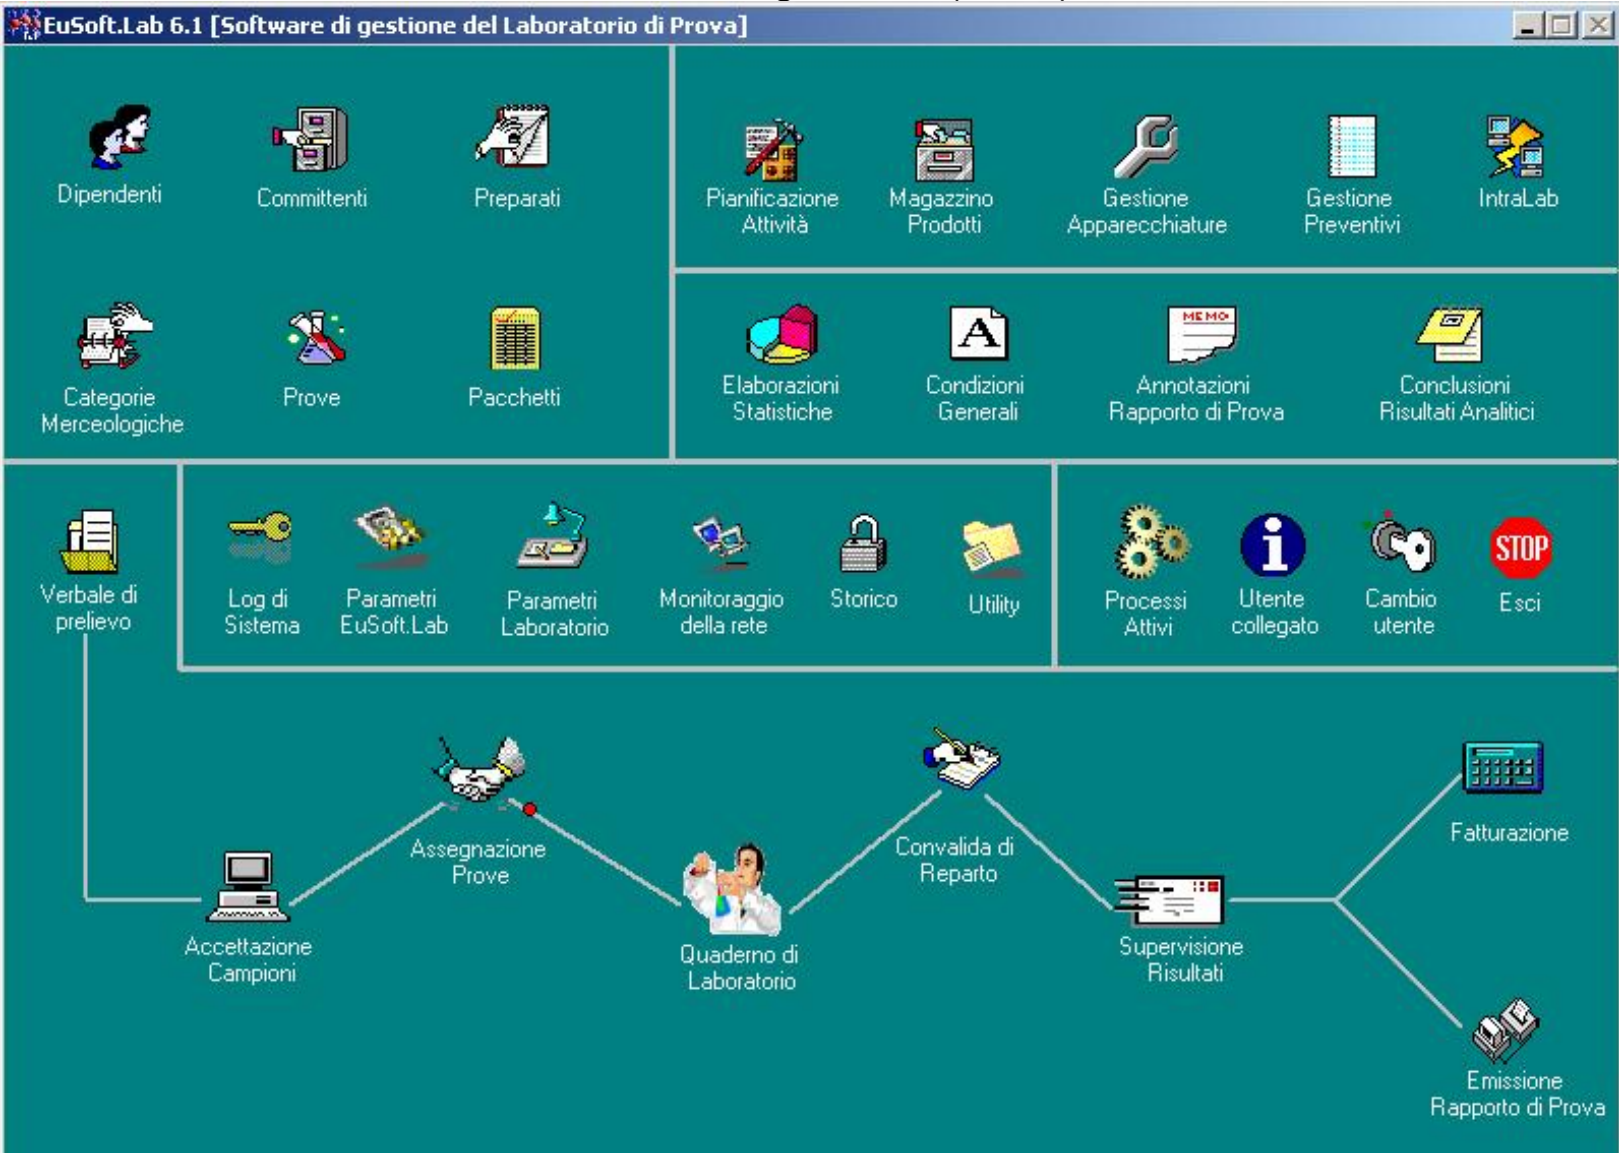 EuSoft.Lab 6.1 [Software di gestione del Laboratorio di Prova]
Dipendenti
Committenti
Preparati
Categorie
Merceologiche
Prove
Pacchetti
Pianificazione
Attività
Magazzino
Prodotti
Gestione
Apparecchiature
Gestione
Preventivi
IntraLab
Elaborazioni
Statistiche
A
Condizioni
Generali
MEMO
Annotazioni
Rapporto di Prova
Conclusioni
Risultati Analitici
Verbale di
prelievo
Log di
Sistema
Parametri
EuSoft.Lab
Parametri
Laboratorio
Monitoraggio
della rete
Storico
Utility
Processi
Attivi
i
Utente
collegato
Cambio
utente
STOP
Esci
Accettazione
Campioni
Assegnazione
Prove
Quaderno di
Laboratorio
Convalida di
Reparto
Supervisione
Risultati
Fatturazione
Emissione
Rapporto di Prova